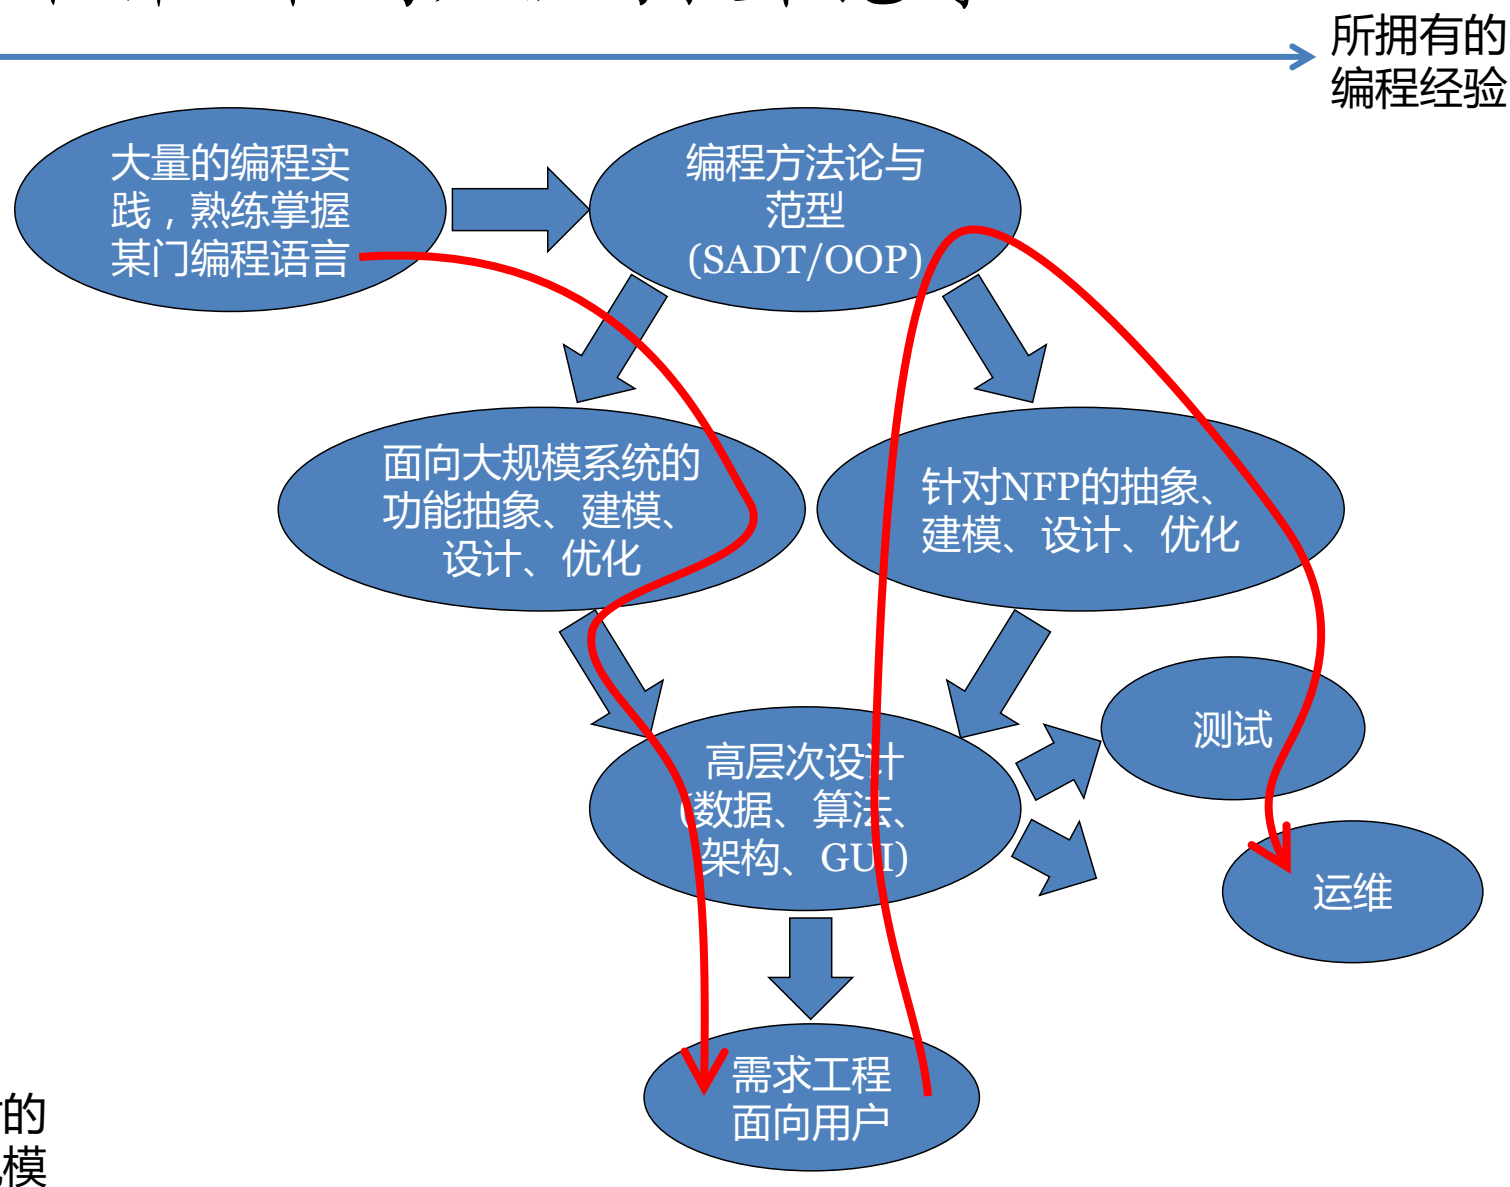 所拥有的
编程经验
大量的编程实
践，熟练掌握
某门编程语言
编程方法论与
范型
(SADT/OOP)
面向大规模系统的
功能抽象、建模、
设计、优化
针对NFP的抽象、
建模、设计、优化
测试
高层次设计
(数据、算法、
架构、GUI)
运维
需求工程
面向用户
的
模